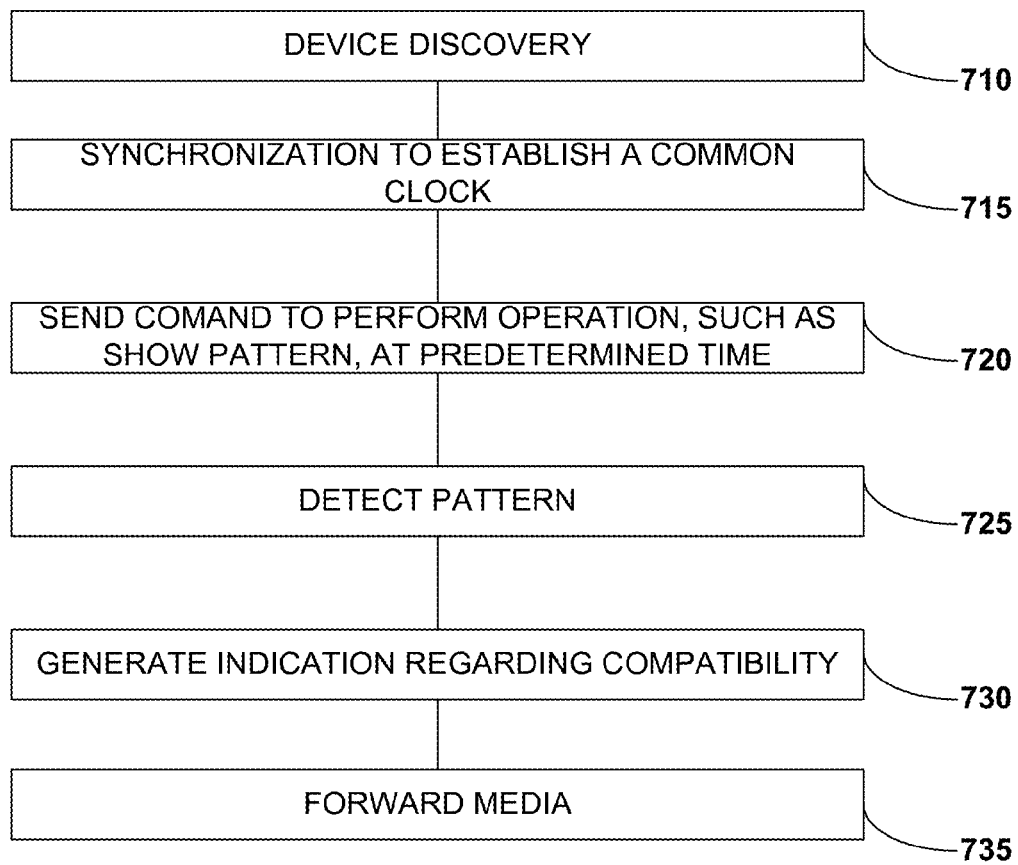 DEVICE DISCOVERY
710
SYNCHRONIZATION TO ESTABLISH A COMMON
CLOCK
715
SEND COMAND TO PERFORM OPERATION, SUCH AS
SHOW PATTERN, AT PREDETERMINED TIME
720
DETECT PATTERN
725
GENERATE INDICATION REGARDING COMPATIBILITY
730
FORWARD MEDIA
735